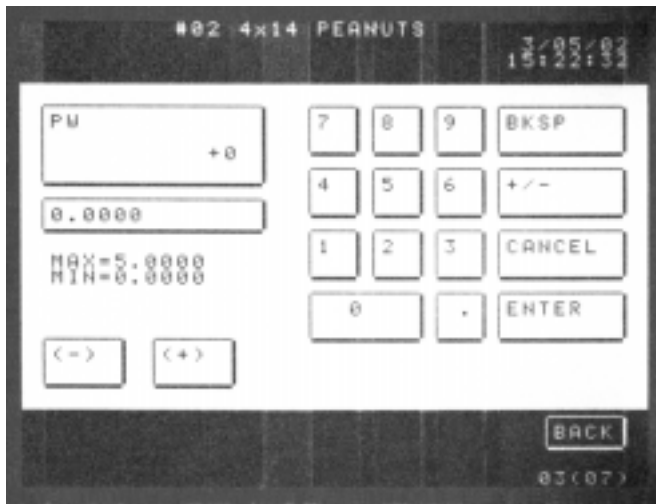 #02 4x14 PEANUTS
3/05/02
15:22:32
PW
+0
0.0000
MAX=5.0000
MIN=0.0000
(-) (+)
7 8 9 BKSP
4 5 6 +/-
1 2 3 CANCEL
0 . ENTER
BACK
03(07)